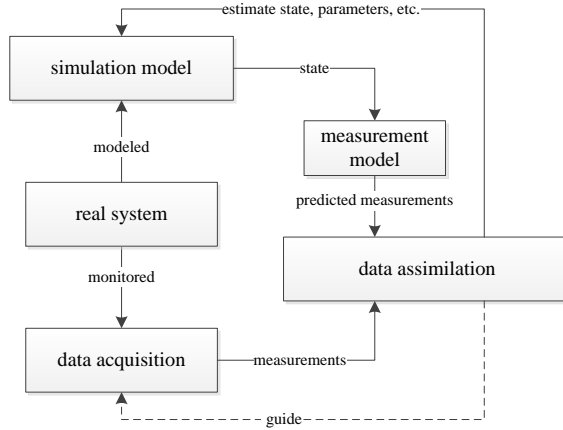 estimate state, parameters, etc.
simulation model
state
measurement
model
modeled
predicted measurements
real system
data assimilation
monitored
data acquisition
measurements
guide